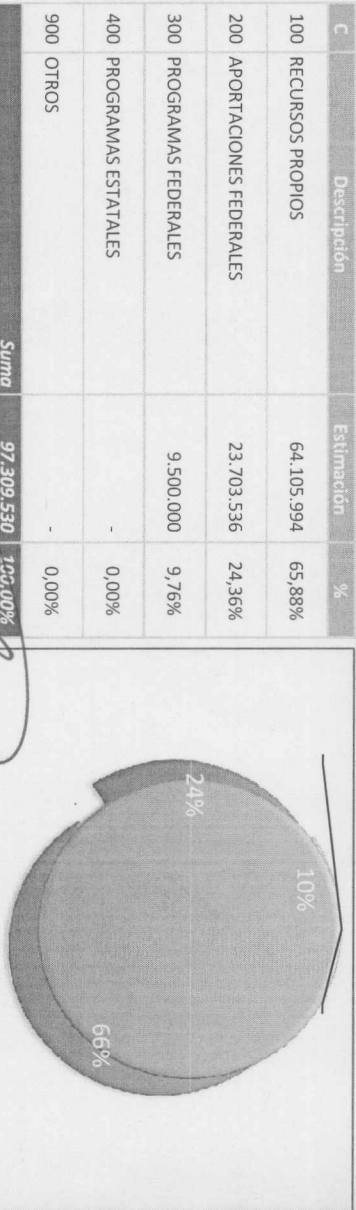 C Descripción Estimación %
100 RECURSOS PROPIOS 64.105.994 65,88%
200 APORTACIONES FEDERALES 23.703.536 24,36%
300 PROGRAMAS FEDERALES 9.500.000 9,76%
400 PROGRAMAS ESTATALES - 0,00%
900 OTROS - 0,00%
Suma 97.309.530 100,00%
10%
24%
66%